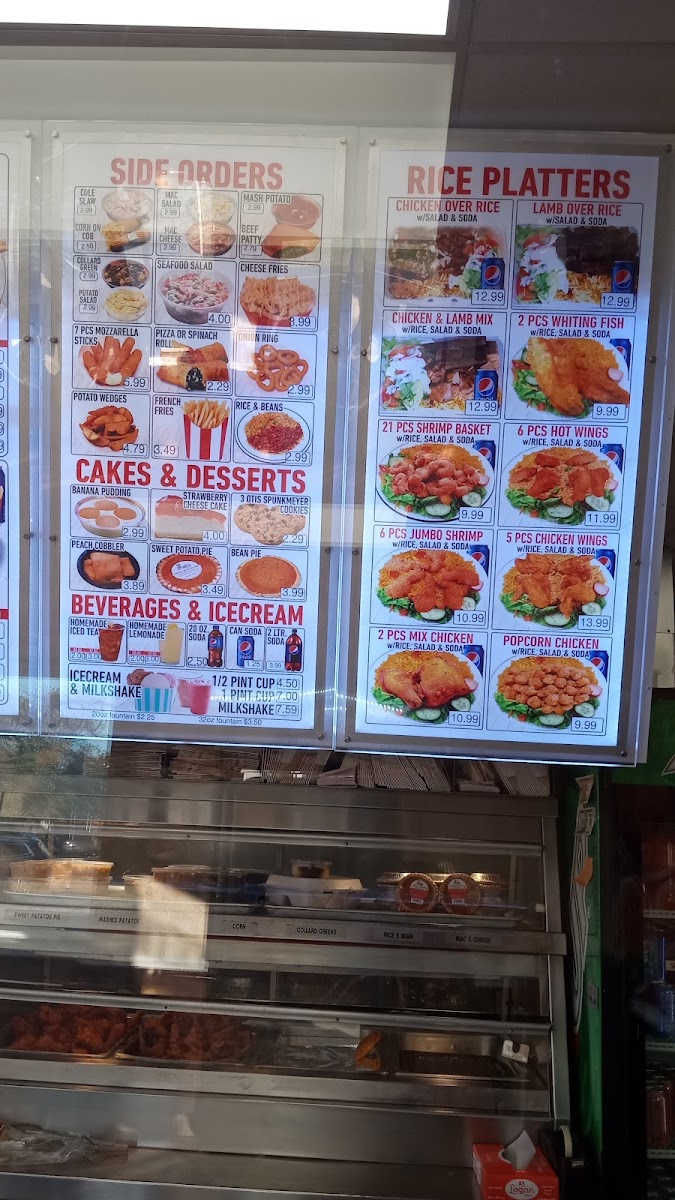 SIDE ORDERS
COLE SLAW
2.99
MAC SALAD
2.99
MASH POTATO
2.99
CORN ON COB
2.50
MAC CHEESE
2.99
BEEF PATTY
2.79
COLLARD GREEN
2.99
POTATO SALAD
2.99
SEAFOOD SALAD
4.00
CHEESE FRIES
3.99
7 PCS MOZZARELLA
STICKS
5.99
PIZZA OR SPINACH
ROLL
2.29
ONION RING
2.99
POTATO WEDGES
4.79
FRENCH
FRIES
3.49
RICE & BEANS
2.99
CAKES & DESSERTS
BANANA PUDDING
2.99
STRAWBERRY
CHEESE CAKE
4.00
3 OTIS SPUNKMEYER
COOKIES
2.29
PEACH COBBLER
3.89
SWEET POTATO PIE
3.49
BEAN PIE
3.99
BEVERAGES & ICECREAM
HOMEMADE
ICED TEA
2.00 3.00
HOMEMADE
LEMONADE
2.00 3.00
20 OZ.
SODA
2.50
CAN SODA
1.25
2 LTR.
SODA
3.99
ICECREAM
& MILKSHAKE
1/2 PINT CUP 4.50
1 PINT CUP 7.00
MILKSHAKE 7.59
20oz fountain $2.25 32oz fountain $3.50
RICE PLATTERS
CHICKEN OVER RICE
w/SALAD & SODA
12.99
LAMB OVER RICE
w/SALAD & SODA
12.99
CHICKEN & LAMB MIX
w/RICE, SALAD & SODA
12.99
2 PCS WHITING FISH
w/RICE, SALAD & SODA
9.99
21 PCS SHRIMP BASKET
w/RICE, SALAD & SODA
9.99
6 PCS HOT WINGS
w/RICE, SALAD & SODA
11.99
6 PCS JUMBO SHRIMP
w/RICE, SALAD & SODA
10.99
5 PCS CHICKEN WINGS
w/RICE, SALAD & SODA
13.99
2 PCS MIX CHICKEN
w/RICE, SALAD & SODA
10.99
POPCORN CHICKEN
w/RICE, SALAD & SODA
9.99
SWEET PATATOS PIE
MASHED PATATOS
CORN
COLLARD GREENS
RICE & BEAN
MAC & CHEESE
Logan